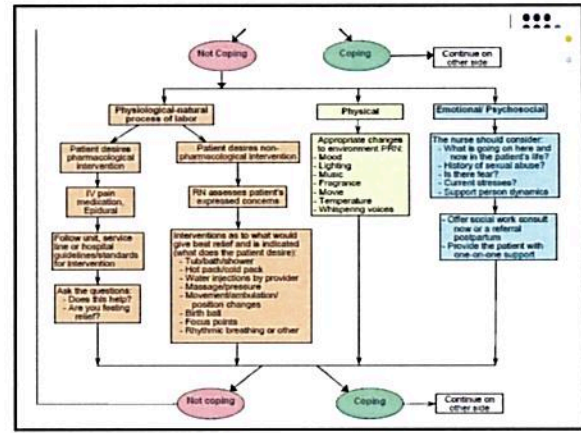 Not Coping
Coping
Continue on
other side
Physiological-natural
process of labor
Physical
Emotional/ Psychosocial
Patient desires
pharmacological
intervention
Patient desires non-
pharmacological intervention
Appropriate changes
to environment PRN:
- Mood
- Lighting
- Music
- Fragrance
- Movie
- Temperature
- Whispering voices
The nurse should consider:
- What is going on here and
now in the patient's life?
- History of sexual abuse?
- Is there fear?
- Current stresses?
- Support person dynamics
IV pain
medication,
Epidural
RN assesses patient's
expressed concerns
- Offer social work consult
now or a referral
postpartum
- Provide the patient with
one-on-one support
Follow unit, service
line or hospital
guidelines/standards
for intervention
Interventions as to what would
give best relief and is indicated
(what does the patient desire):
- Tub/bath/shower
- Hot pack/cold pack
- Water injections by provider
- Massage/pressure
- Movement/ambulation/
position changes
- Birth ball
- Focus points
- Rhythmic breathing or other
Ask the questions:
- Does this help?
- Are you feeling
relief?
Not coping
Coping
Continue on
other side